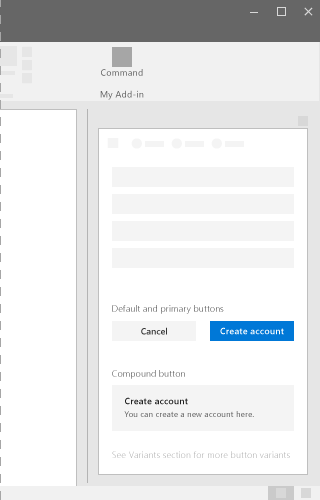 Command
My Add-in
Default and primary buttons
Cancel
Create account
Compound button
Create account
You can create a new account here.
See Variants section for more button variants